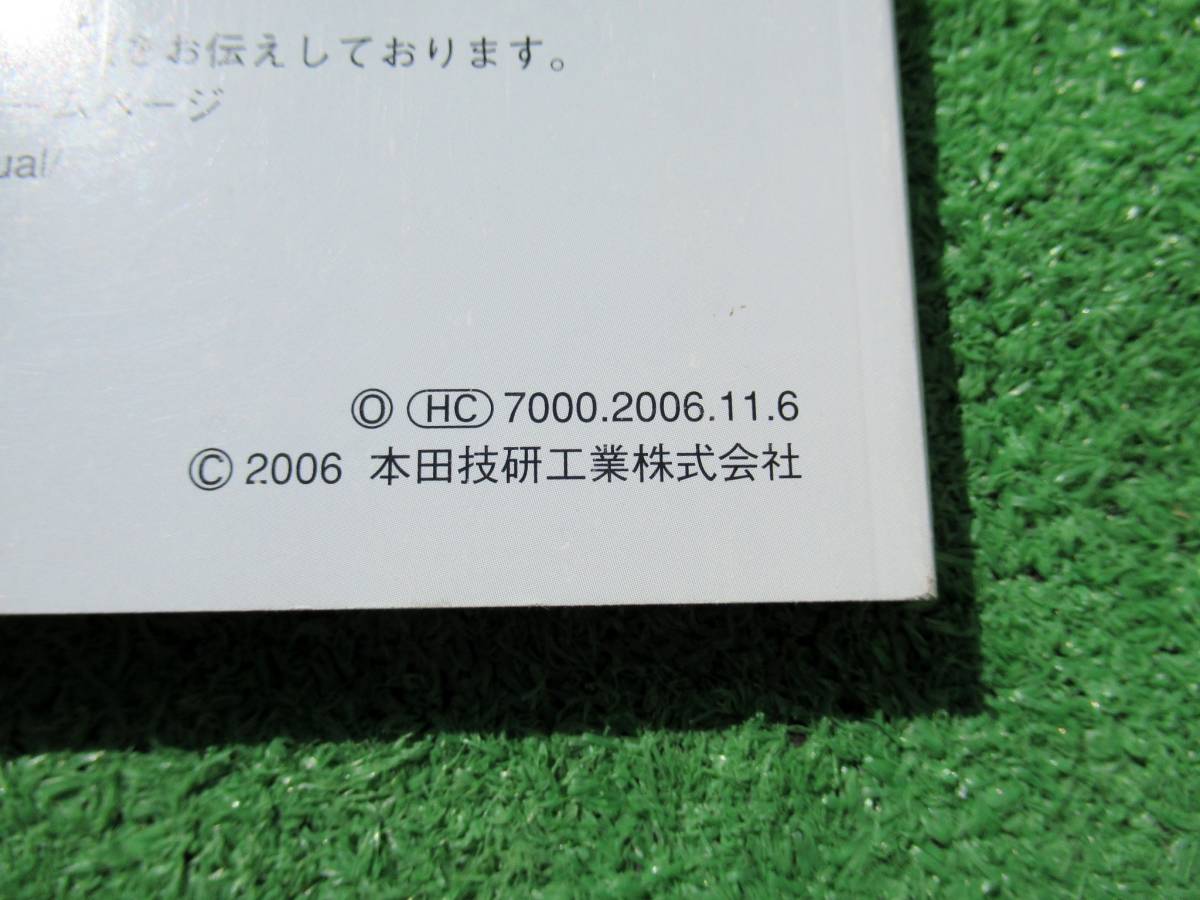 をお伝えしております。
ームページ
ual/
Ⓞ HC 7000.2006.11.6
© 2006 本田技研工業株式会社